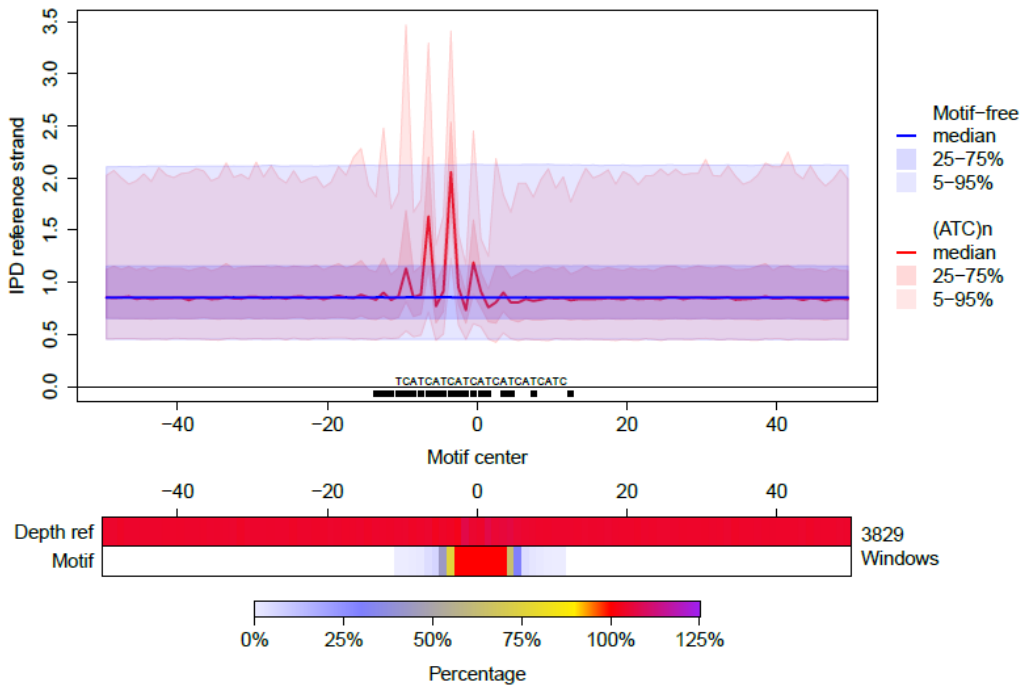 3.5
3.0
2.5
2.0
1.5
1.0
0.5
0.0
IPD reference strand
Motif−free
median
25−75%
5−95%
(ATC)n
median
25−75%
5−95%
TCATCATCATCATCATCATCATC
−40 −20 0 20 40
Motif center
−40 −20 0 20 40
Depth ref 3829
Motif Windows
0% 25% 50% 75% 100% 125%
Percentage